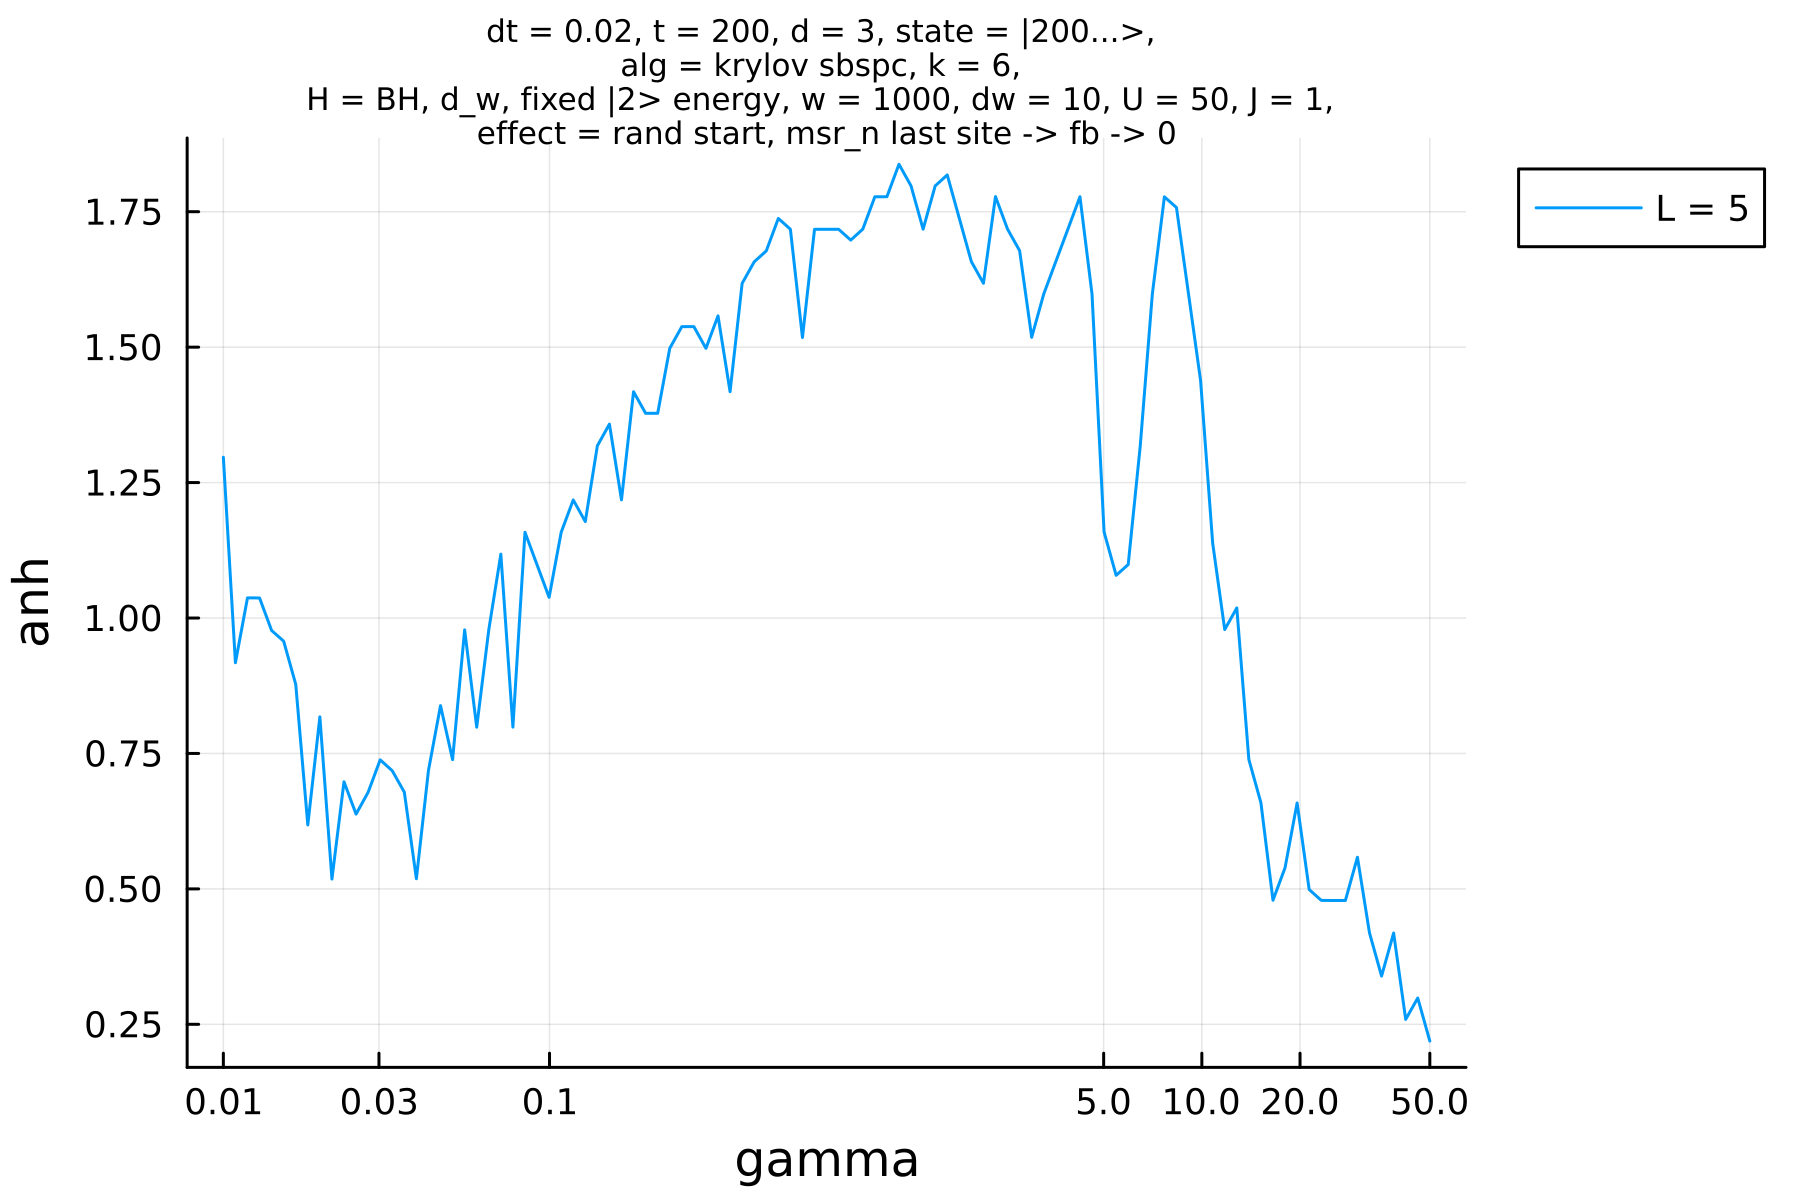 dt = 0.02, t = 200, d = 3, state = |200...>,
alg = krylov sbspc, k = 6,
H = BH, d_w, fixed |2> energy, w = 1000, dw = 10, U = 50, J = 1,
effect = rand start, msr_n last site -> fb -> 0
L = 5
anh
1.75
1.50
1.25
1.00
0.75
0.50
0.25
0.01 0.03 0.1 5.0 10.0 20.0 50.0
gamma